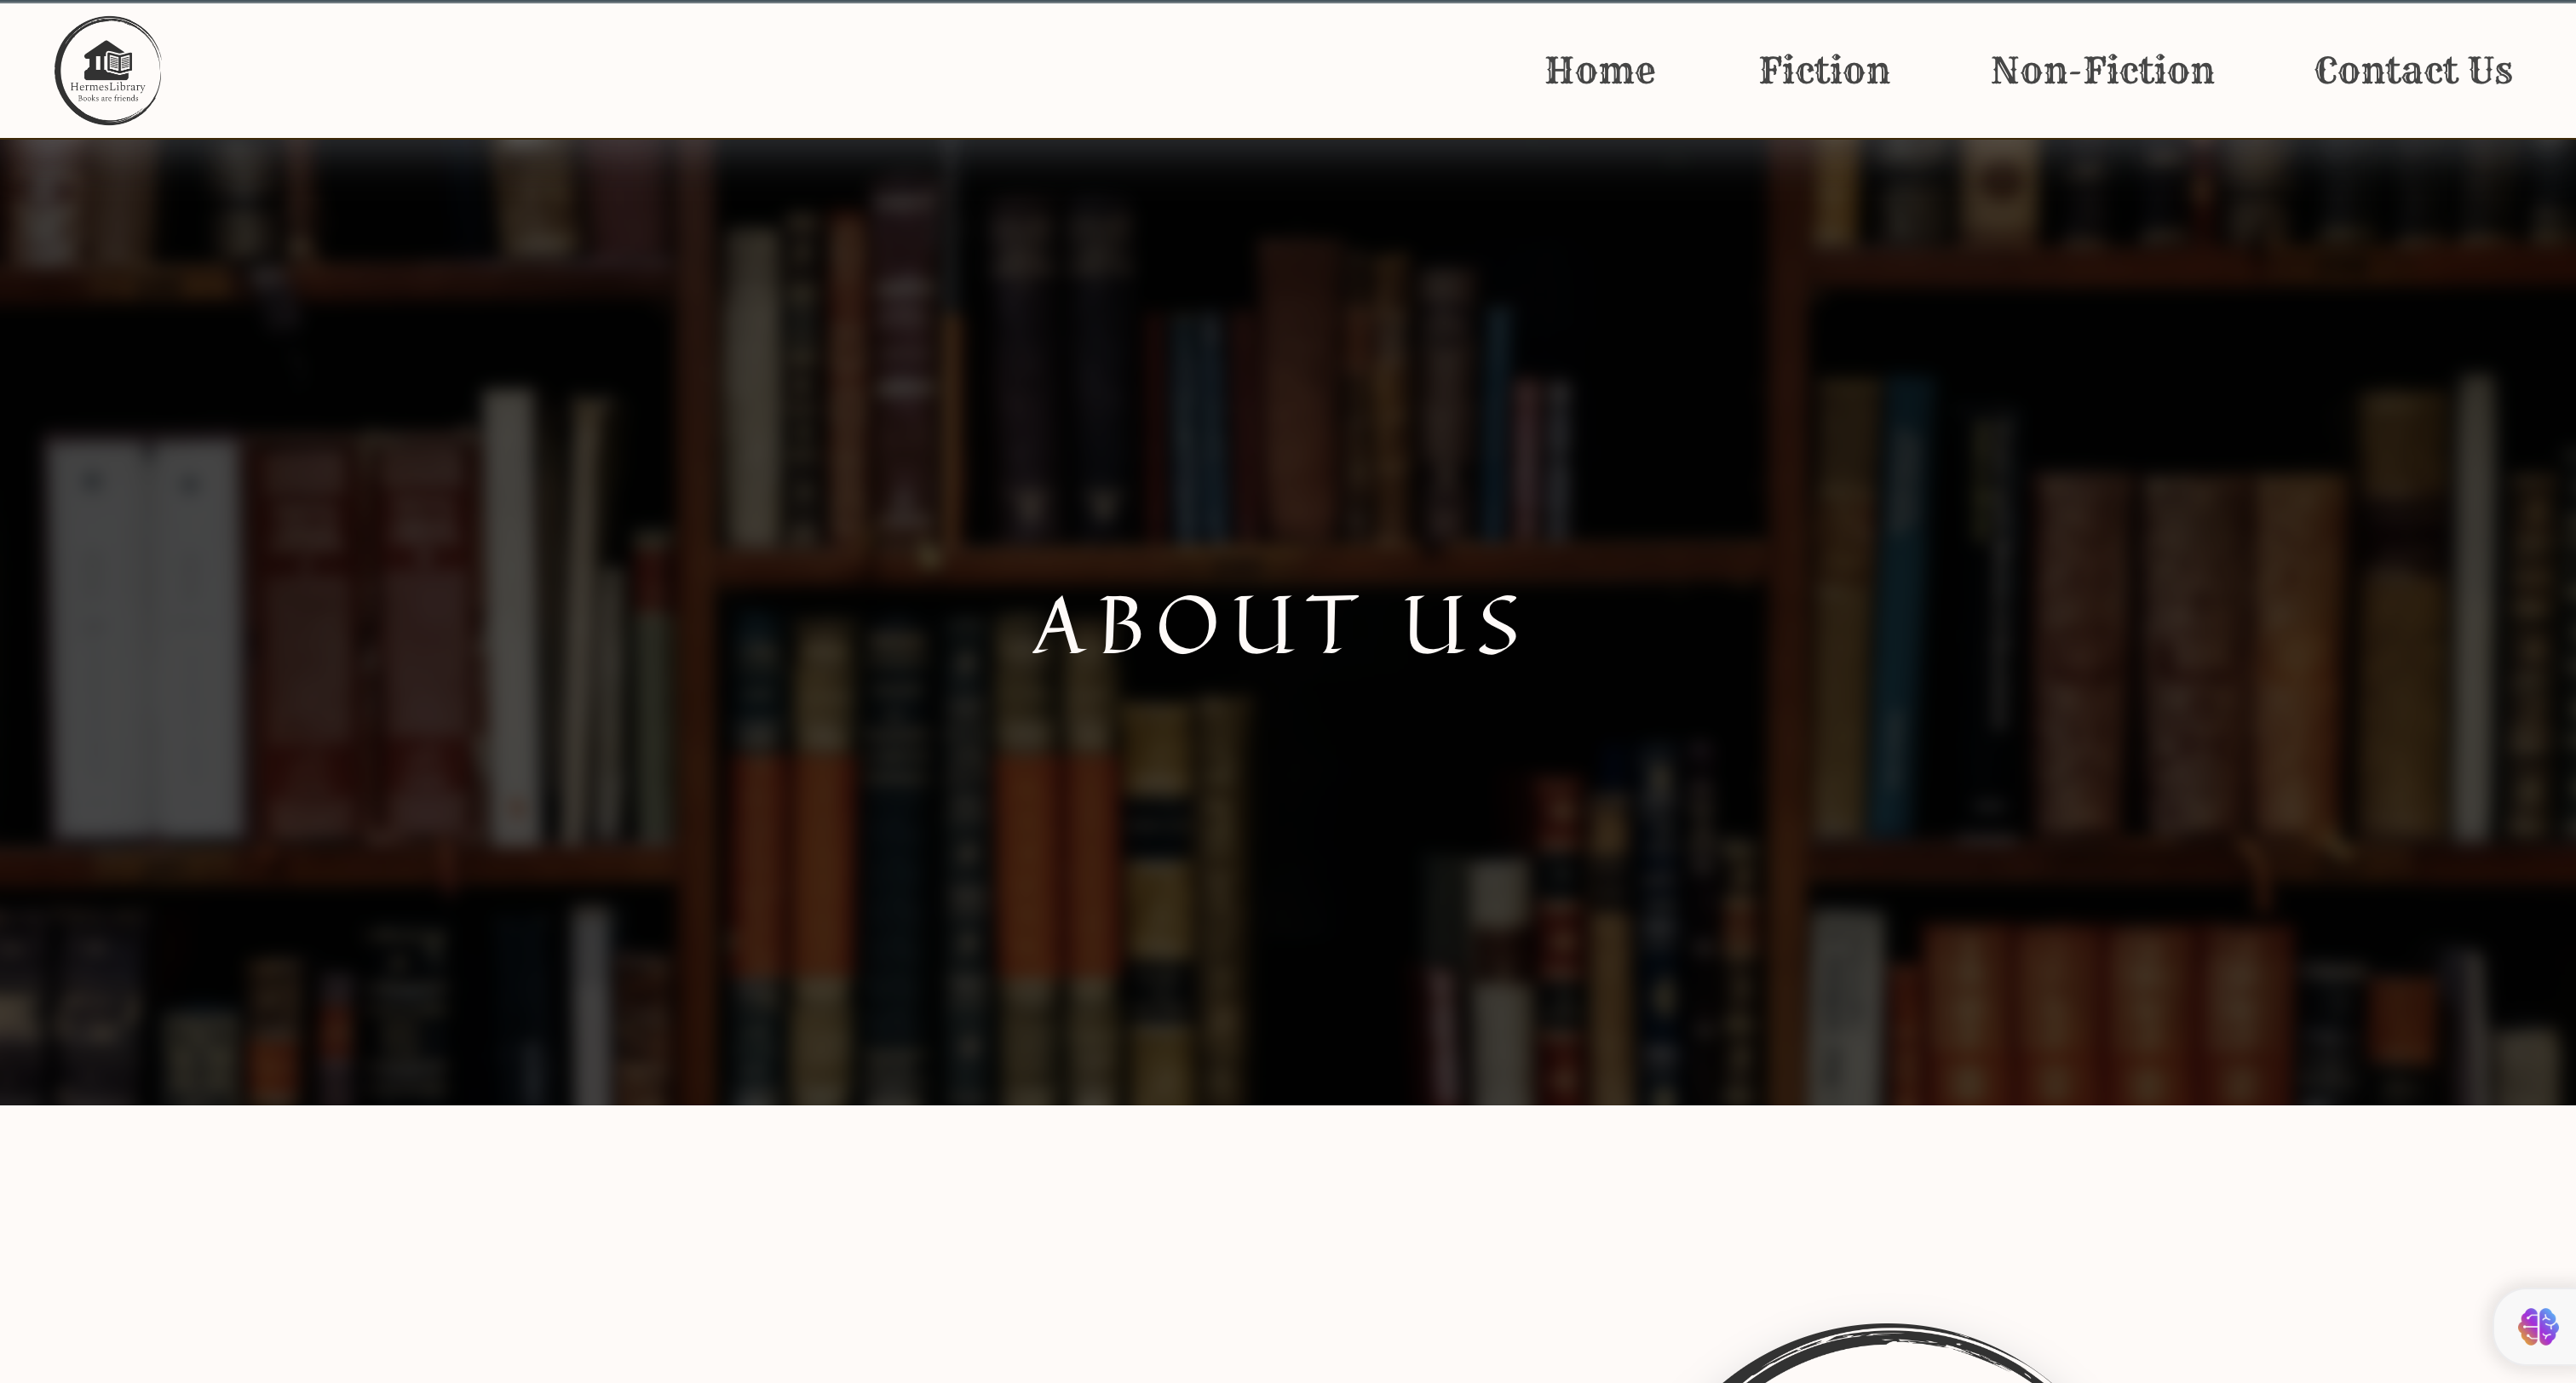 HermesLibrary
Books are friends
Home
Fiction
Non-Fiction
Contact Us
ABOUT US